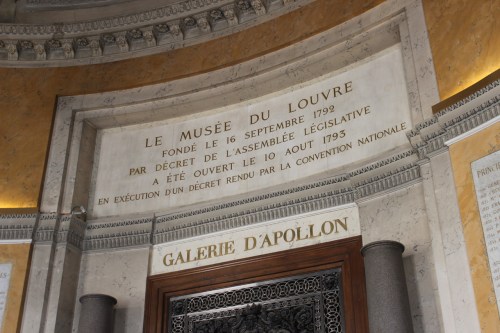 LE MUSÉE DU LOUVRE
FONDÉ LE 16 SEPTEMBRE 1792
PAR DÉCRET DE L'ASSEMBLÉE LÉGISLATIVE
A ÉTÉ OUVERT LE 10 AOUT 1793
EN EXÉCUTION D'UN DÉCRET RENDU PAR LA CONVENTION NATIONALE
GALERIE D'APOLLON